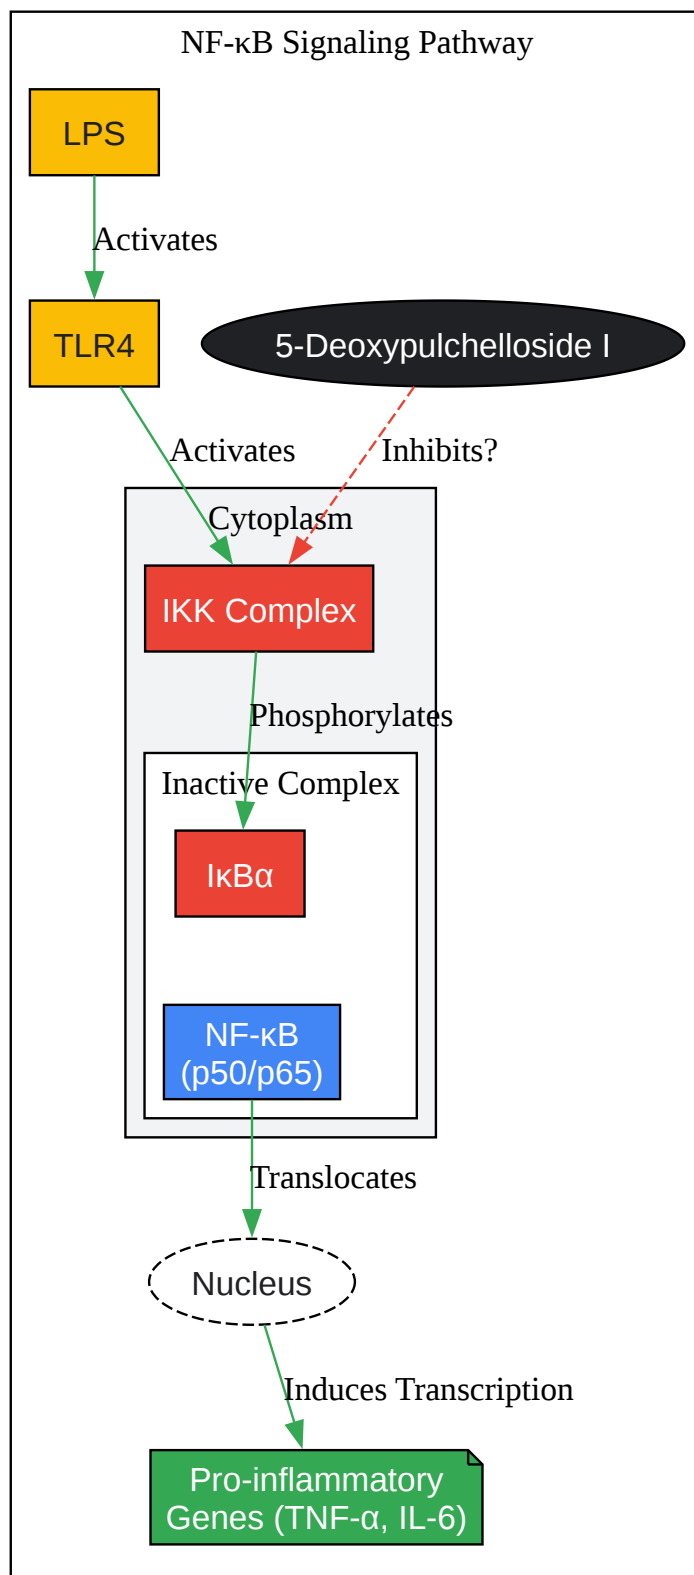 NF-κB Signaling Pathway
LPS
Activates
TLR4
5-Deoxypulchelloside I
Activates
Inhibits?
Cytoplasm
IKK Complex
Phosphorylates
Inactive Complex
IκBα
NF-κB
(p50/p65)
Translocates
Nucleus
Induces Transcription
Pro-inflammatory
Genes (TNF-α, IL-6)